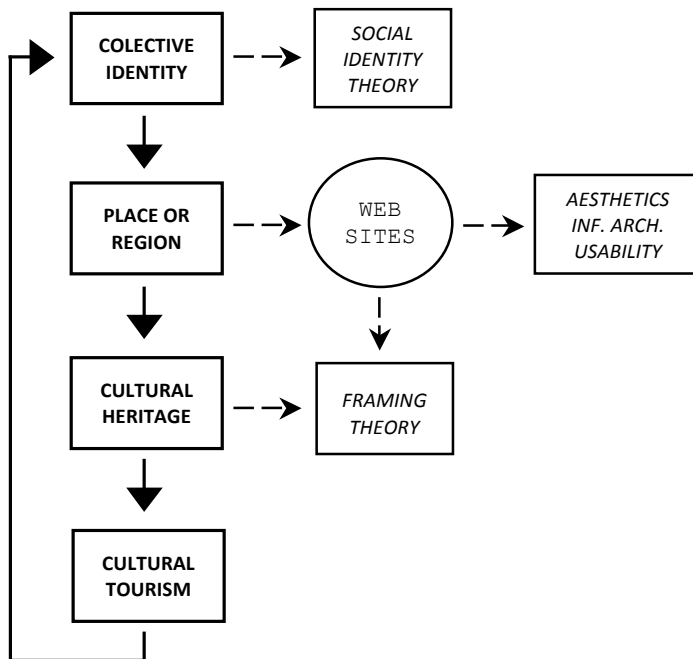 COLECTIVE
IDENTITY
SOCIAL
IDENTITY
THEORY
PLACE OR
REGION
WEB
SITES
AESTHETICS
INF. ARCH.
USABILITY
CULTURAL
HERITAGE
FRAMING
THEORY
CULTURAL
TOURISM